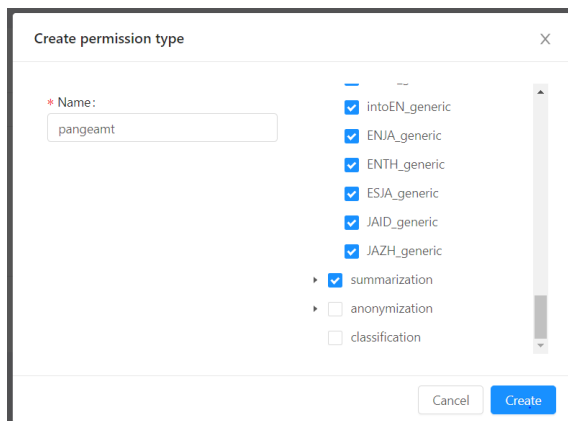 Create permission type
* Name:
pangeamt
intoEN_generic
ENJA_generic
ENTH_generic
ESJA_generic
JAID_generic
JAZH_generic
summarization
anonymization
classification
Cancel
Create